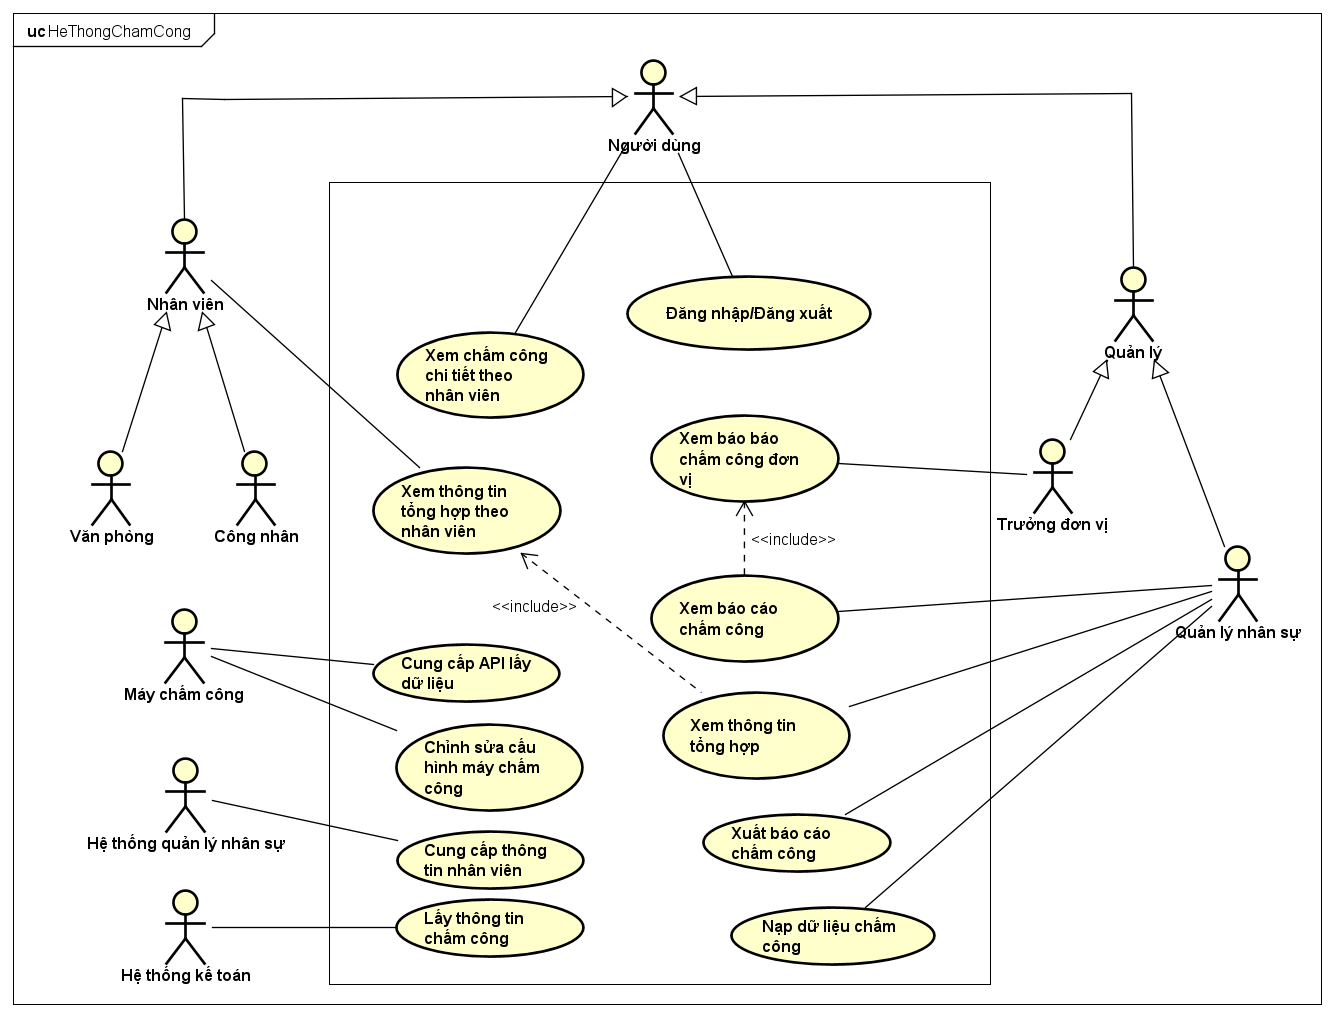 uc HeThongChamCong
Người dùng
Nhân viên
Đăng nhập/Đăng xuất
Quản lý
Xem chấm công
chi tiết theo
nhân viên
Xem báo báo
chấm công đơn
vị
Xem thông tin
tổng hợp theo
nhân viên
Văn phòng
Công nhân
Trưởng đơn vị
<<include>>
<<include>>
Xem báo cáo
chấm công
Quản lý nhân sự
Máy chấm công
Cung cấp API lấy
dữ liệu
Xem thông tin
tổng hợp
Chỉnh sửa cấu
hình máy chấm
công
Hệ thống quản lý nhân sự
Xuất báo cáo
chấm công
Cung cấp thông
tin nhân viên
Lấy thông tin
chấm công
Nạp dữ liệu chấm
công
Hệ thống kế toán